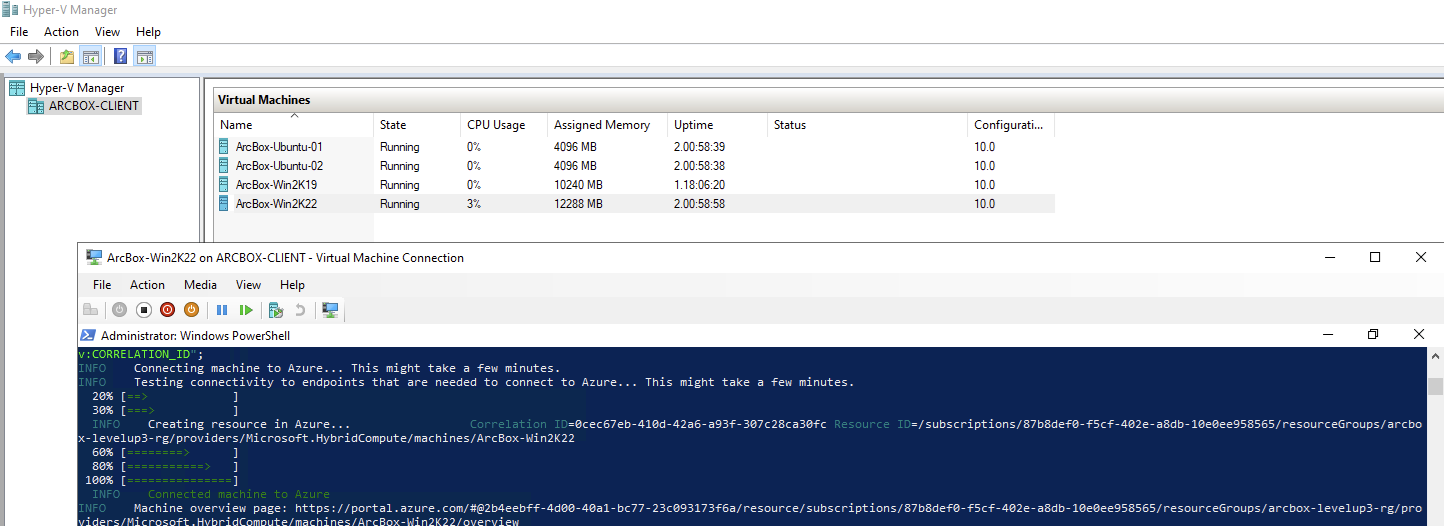 Hyper-V Manager
File Action View Help
Hyper-V Manager
ARCBOX-CLIENT
Virtual Machines
Name State CPU Usage Assigned Memory Uptime Status Configurati...
ArcBox-Ubuntu-01 Running 0% 4096 MB 2.00:58:39 10.0
ArcBox-Ubuntu-02 Running 0% 4096 MB 2.00:58:38 10.0
ArcBox-Win2K19 Running 0% 10240 MB 1.18:06:20 10.0
ArcBox-Win2K22 Running 3% 12288 MB 2.00:58:58 10.0
ArcBox-Win2K22 on ARCBOX-CLIENT - Virtual Machine Connection
File Action Media View Help
Administrator: Windows PowerShell
v:CORRELATION_ID";
INFO Connecting machine to Azure... This might take a few minutes.
INFO Testing connectivity to endpoints that are needed to connect to Azure... This might take a few minutes.
20% [==> ]
30% [===> ]
INFO Creating resource in Azure... Correlation ID=0cec67eb-410d-42a6-a93f-307c28ca30fc Resource ID=/subscriptions/87b8def0-f5cf-402e-a8db-10e0ee958565/resourceGroups/arcbo
x-levelup3-rg/providers/Microsoft.HybridCompute/machines/ArcBox-Win2K22
60% [========> ]
80% [===========> ]
100% [===============]
INFO Connected machine to Azure
INFO Machine overview page: https://portal.azure.com/#@2b4eebff-4d00-40a1-bc77-23c093173f6a/resource/subscriptions/87b8def0-f5cf-402e-a8db-10e0ee958565/resourceGroups/arcbox-levelup3-rg/pro
viders/Microsoft.HybridCompute/machines/ArcBox-Win2K22/overview